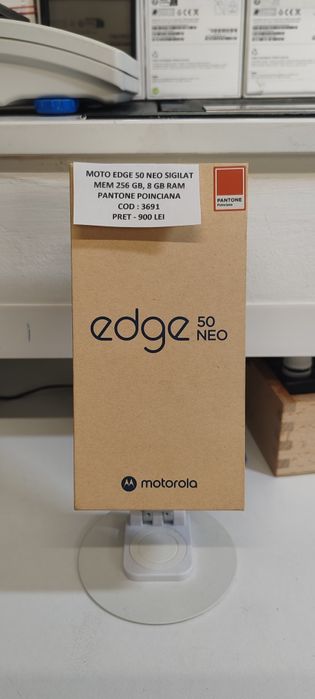 MOTO EDGE 50 NEO SIGILAT
MEM 256 GB, 8 GB RAM
PANTONE POINCIANA
COD : 3691
PRET - 900 LEI
PANTONE
Poinciana
edge 50
NEO
motorola